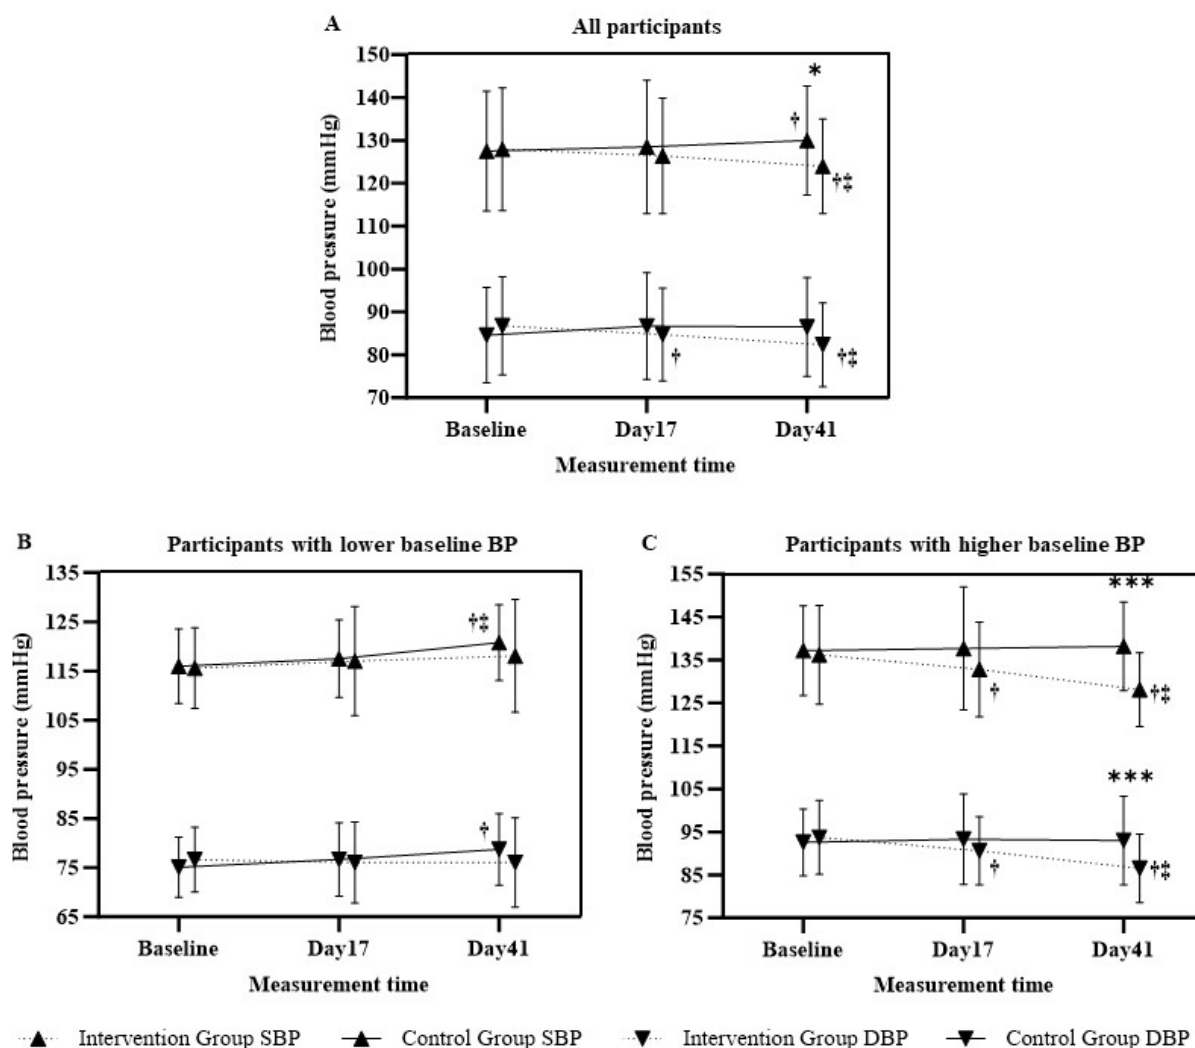 A
All participants
150
140
130
120
110
100
90
80
70
Blood pressure (mmHg)
*
†
†‡
†
†‡
Baseline Day17 Day41
Measurement time
B
Participants with lower baseline BP
135
125
115
105
95
85
75
65
Blood pressure (mmHg)
†‡
†
Baseline Day17 Day41
Measurement time
C
Participants with higher baseline BP
155
145
135
125
115
105
95
85
75
Blood pressure (mmHg)
***
†
†‡
***
†
†‡
Baseline Day17 Day41
Measurement time
Intervention Group SBP Control Group SBP Intervention Group DBP Control Group DBP